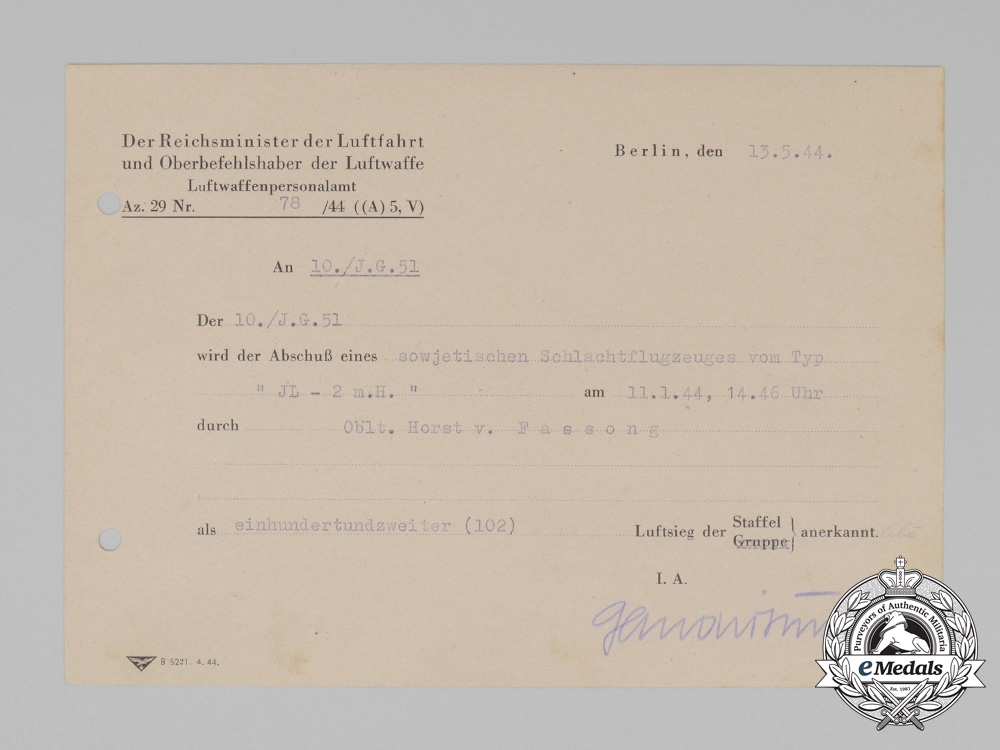 Der Reichsminister der Luftfahrt
und Oberbefehlshaber der Luftwaffe
Luftwaffenpersonalamt
Az. 29 Nr. 78 /44 ((A) 5, V)
Berlin, den 13.5.44.
An 10./J.G.51
Der 10./J.G.51
wird der Abschuß eines sowjetischen Schlachtflugzeuges vom Typ
" JL - 2 m.H. " am 11.1.44, 14.46 Uhr
durch Oblt. Horst v. Fassong
als einhundertundzweiter (102) Luftsieg der Staffel
Gruppe } anerkannt.
I. A.
B 5221. 4. 44.
Purveyors of Authentic Militaria
eMedals
Est. 1967